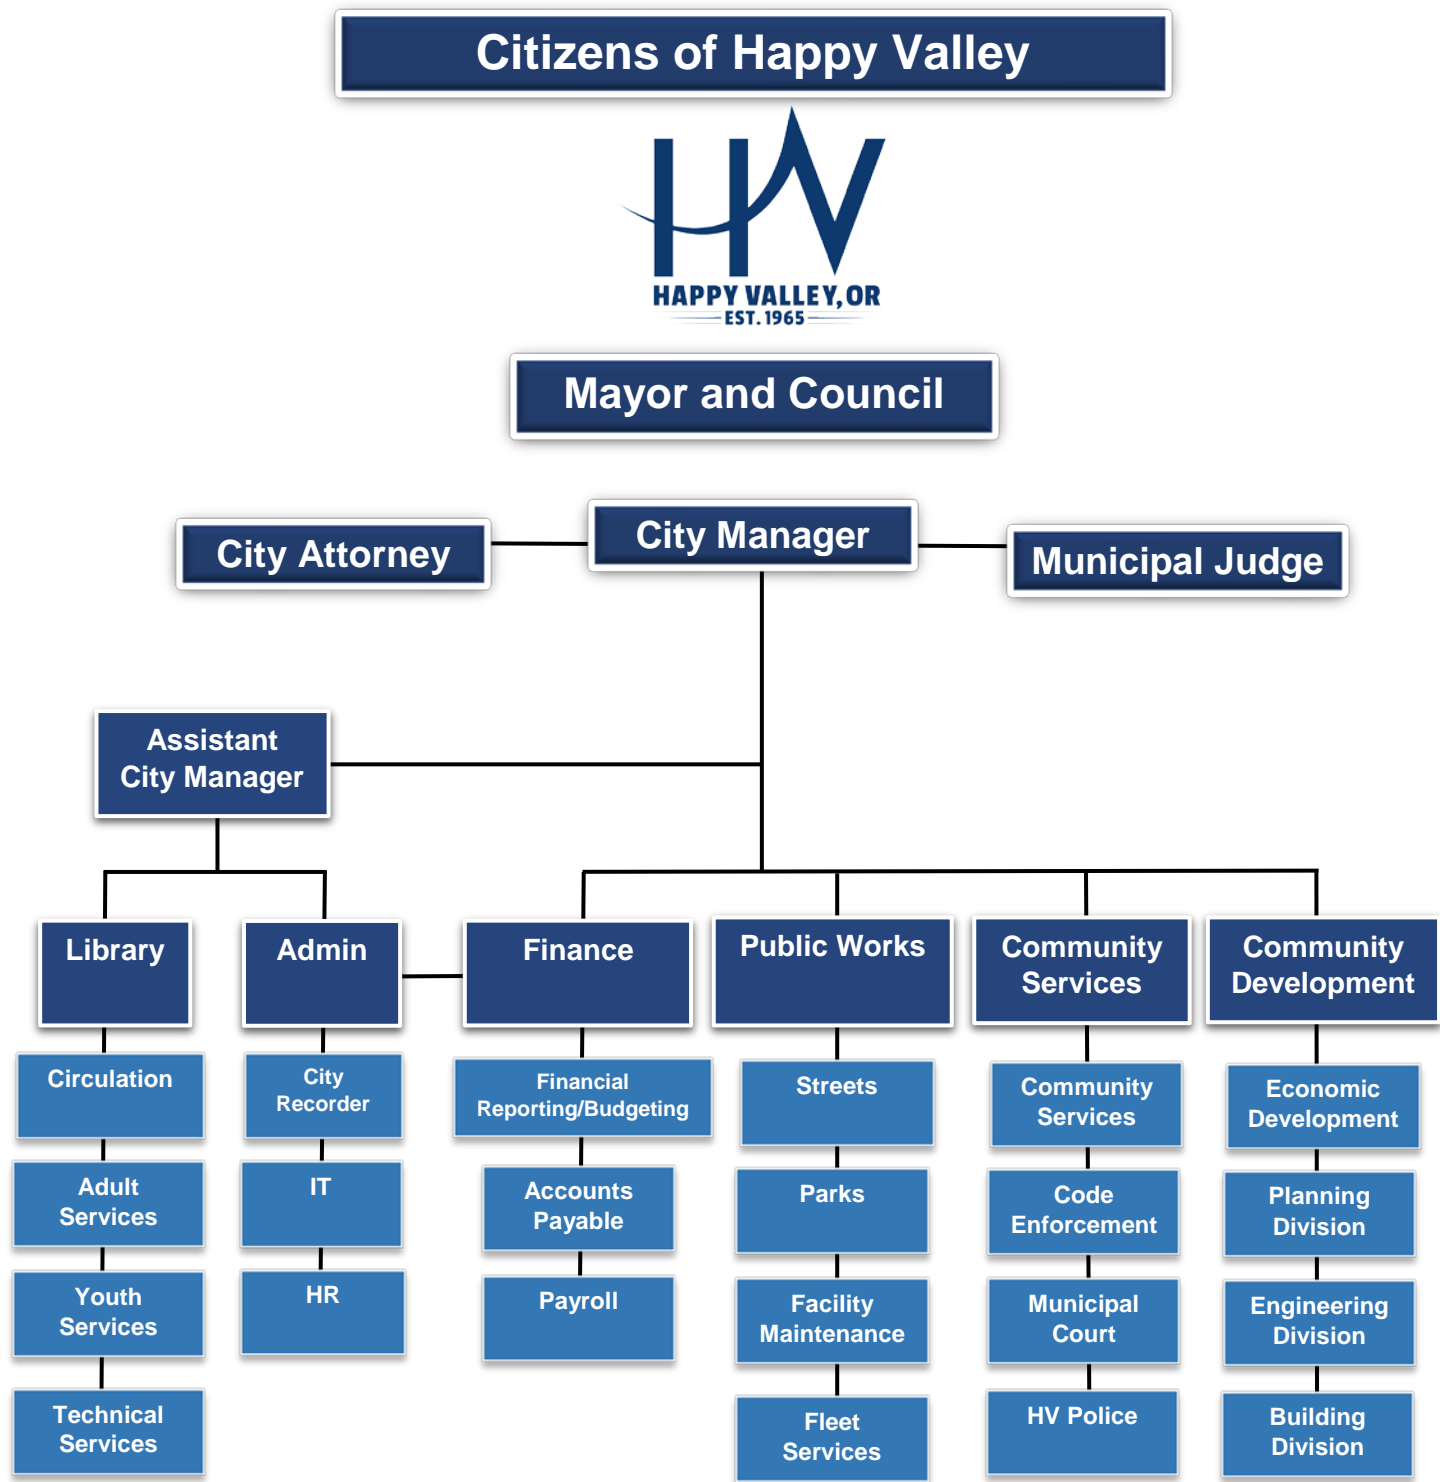 Citizens of Happy Valley
HV
HAPPY VALLEY, OR
EST. 1965
Mayor and Council
City Attorney
City Manager
Municipal Judge
Assistant
City Manager
Library
Admin
Finance
Public Works
Community
Services
Community
Development
Circulation
Adult
Services
Youth
Services
Technical
Services
City
Recorder
IT
HR
Financial
Reporting/Budgeting
Accounts
Payable
Payroll
Streets
Parks
Facility
Maintenance
Fleet
Services
Community
Services
Code
Enforcement
Municipal
Court
HV Police
Economic
Development
Planning
Division
Engineering
Division
Building
Division